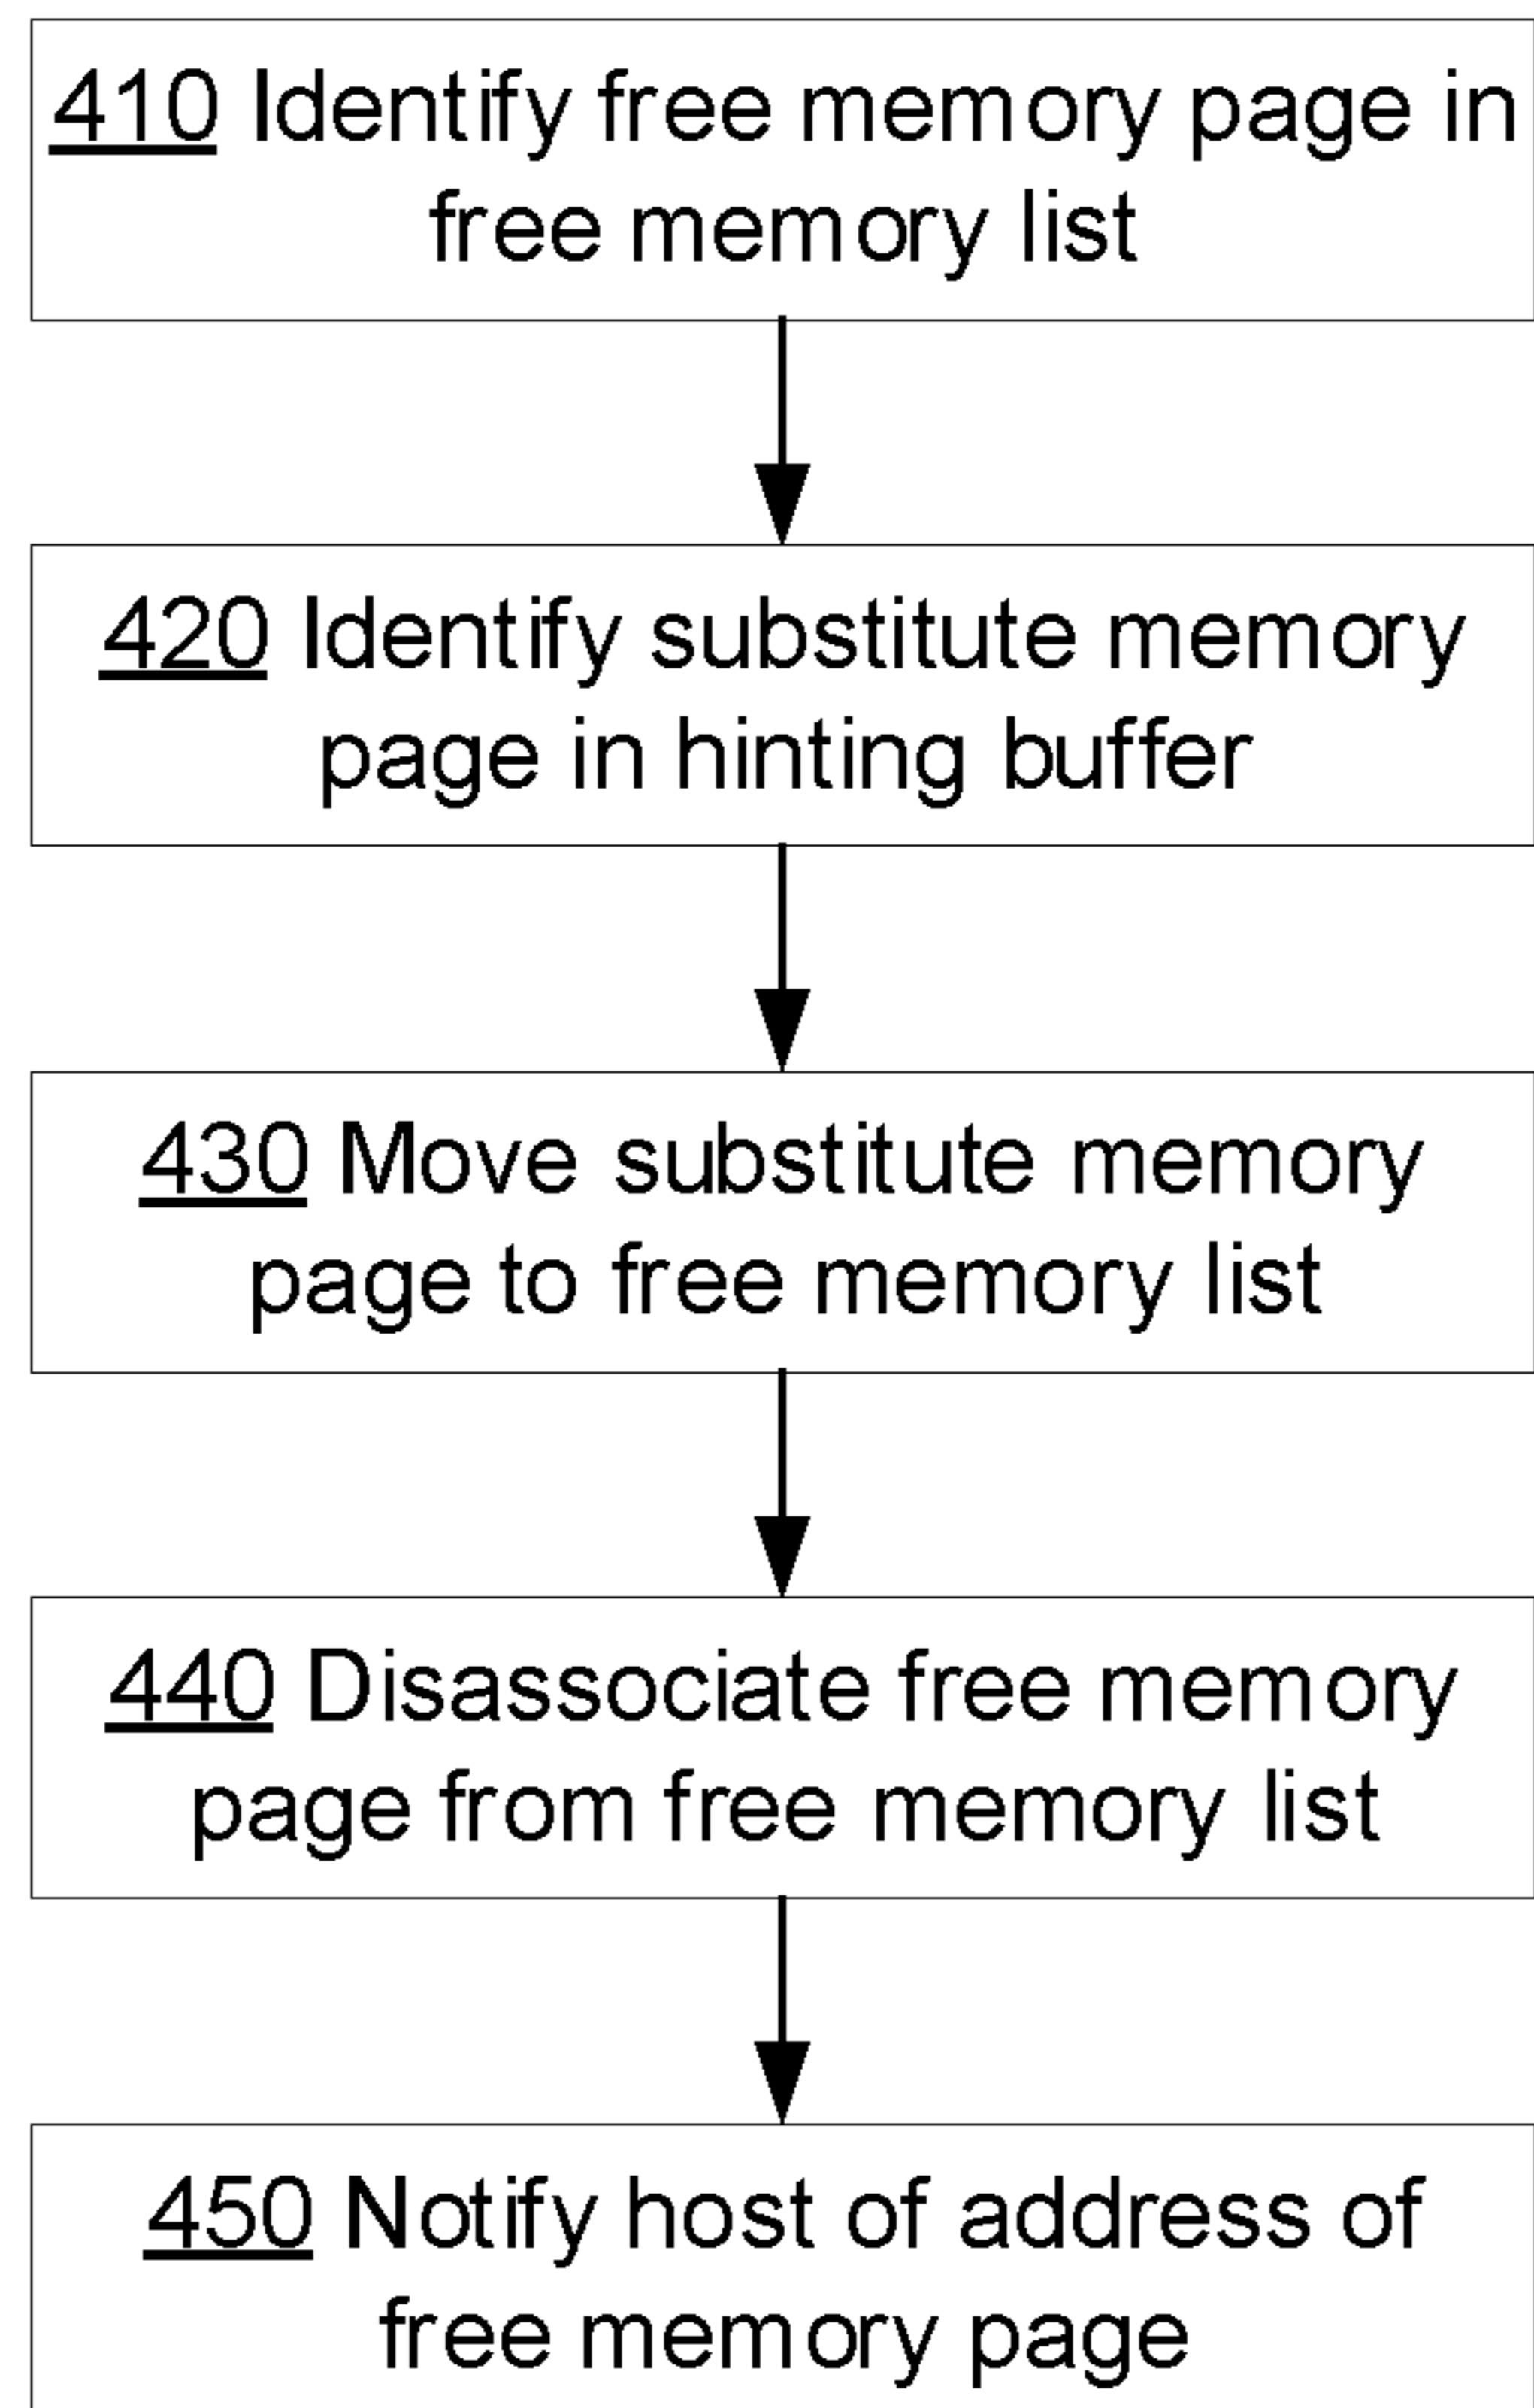 410 Identify free memory page in
free memory list
420 Identify substitute memory
page in hinting buffer
430 Move substitute memory
page to free memory list
440 Disassociate free memory
page from free memory list
450 Notify host of address of
free memory page